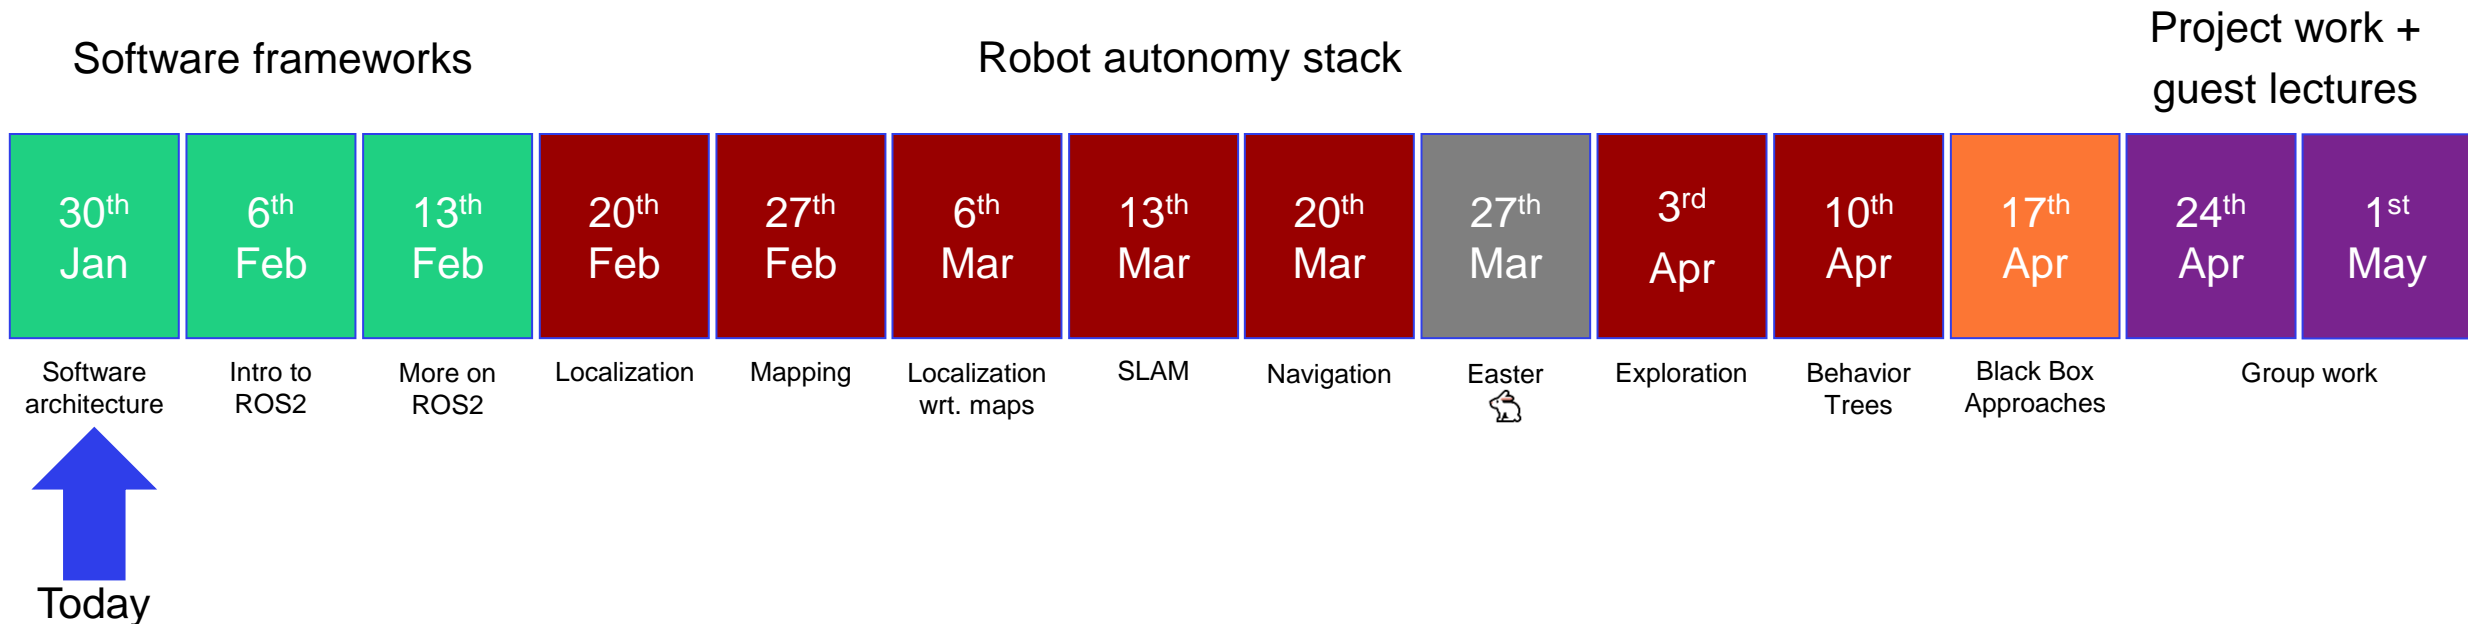 Software frameworks
Robot autonomy stack
Project work +
guest lectures
30th
Jan
6th
Feb
13th
Feb
20th
Feb
27th
Feb
6th
Mar
13th
Mar
20th
Mar
27th
Mar
3rd
Apr
10th
Apr
17th
Apr
24th
Apr
1st
May
Software
architecture
Intro to
ROS2
More on
ROS2
Localization
Mapping
Localization
wrt. maps
SLAM
Navigation
Easter
Exploration
Behavior
Trees
Black Box
Approaches
Group work
Today